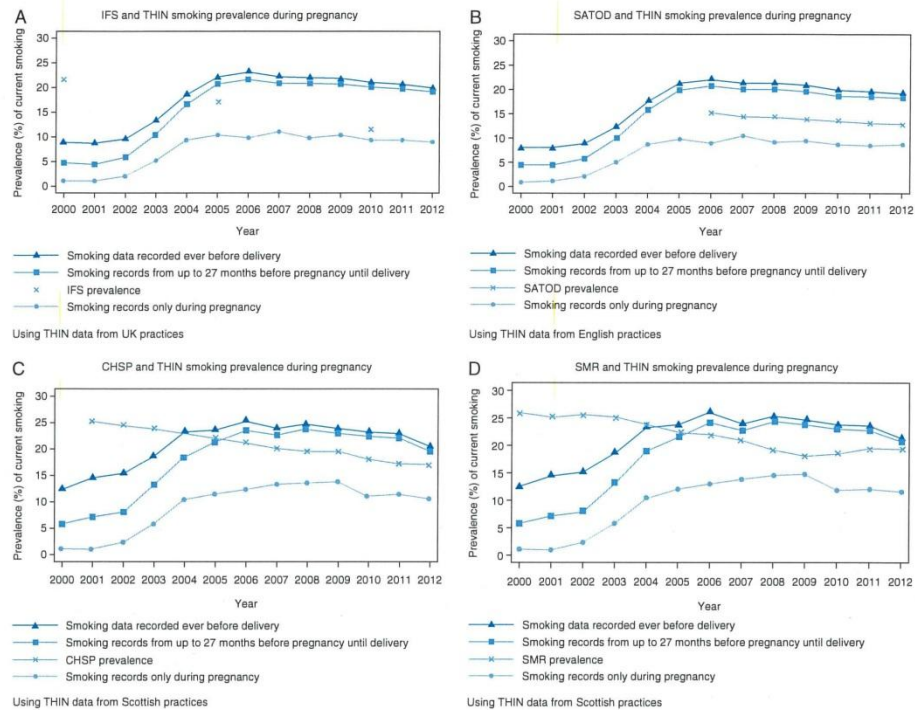 A
IFS and THIN smoking prevalence during pregnancy
Prevalence (%) of current smoking
30
25
20
15
10
5
0
2000 2001 2002 2003 2004 2005 2006 2007 2008 2009 2010 2011 2012
Year
Smoking data recorded ever before delivery
Smoking records from up to 27 months before pregnancy until delivery
IFS prevalence
Smoking records only during pregnancy
Using THIN data from UK practices
B
SATOD and THIN smoking prevalence during pregnancy
Prevalence (%) of current smoking
30
25
20
15
10
5
0
2000 2001 2002 2003 2004 2005 2006 2007 2008 2009 2010 2011 2012
Year
Smoking data recorded ever before delivery
Smoking records from up to 27 months before pregnancy until delivery
SATOD prevalence
Smoking records only during pregnancy
Using THIN data from English practices
C
CHSP and THIN smoking prevalence during pregnancy
Prevalence (%) of current smoking
30
25
20
15
10
5
0
2000 2001 2002 2003 2004 2005 2006 2007 2008 2009 2010 2011 2012
Year
Smoking data recorded ever before delivery
Smoking records from up to 27 months before pregnancy until delivery
CHSP prevalence
Smoking records only during pregnancy
Using THIN data from Scottish practices
D
SMR and THIN smoking prevalence during pregnancy
Prevalence (%) of current smoking
30
25
20
15
10
5
0
2000 2001 2002 2003 2004 2005 2006 2007 2008 2009 2010 2011 2012
Year
Smoking data recorded ever before delivery
Smoking records from up to 27 months before pregnancy until delivery
SMR prevalence
Smoking records only during pregnancy
Using THIN data from Scottish practices